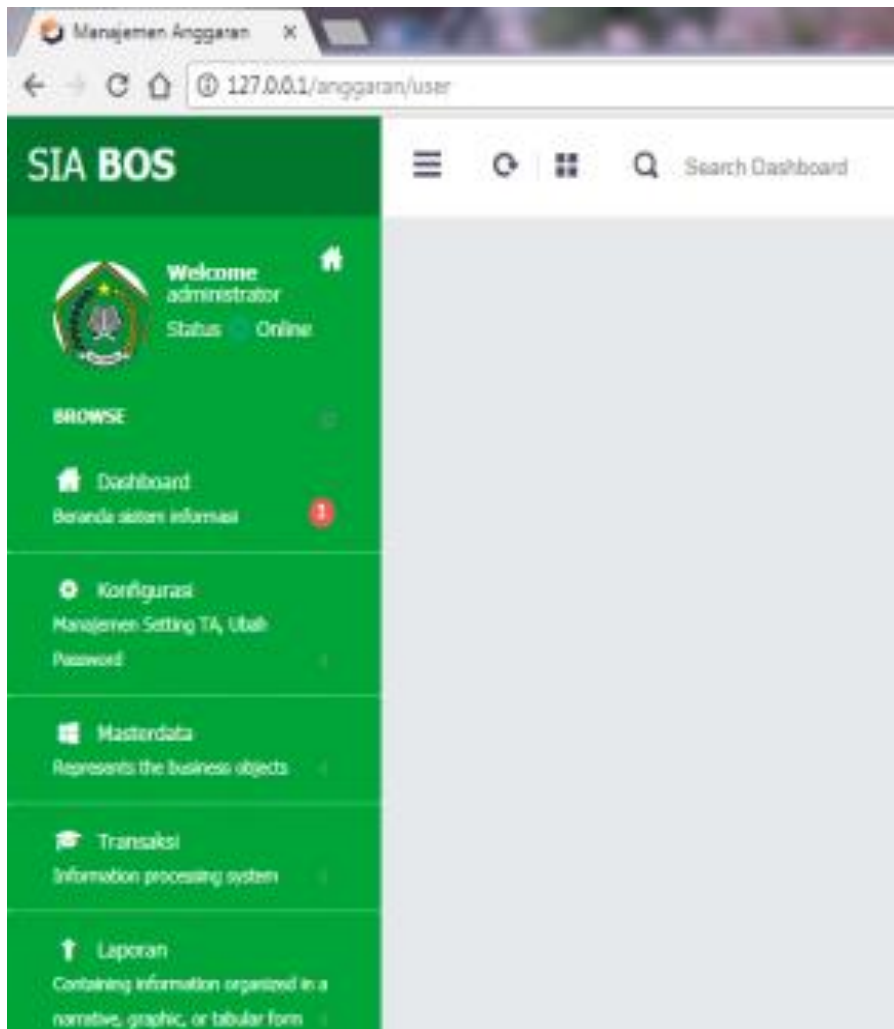 Manajemen Anggaran
127.0.0.1/anggaran/user
SIA BOS
Search Dashboard
Welcome
administrator
Status Online
BROWSE
Dashboard
Beranda sistem informasi
1
Konfigurasi
Manajemen Setting TA, Ubah
Password
Masterdata
Represents the business objects
Transaksi
Information processing system
Laporan
Containing information organized in a
narrative, graphic, or tabular form